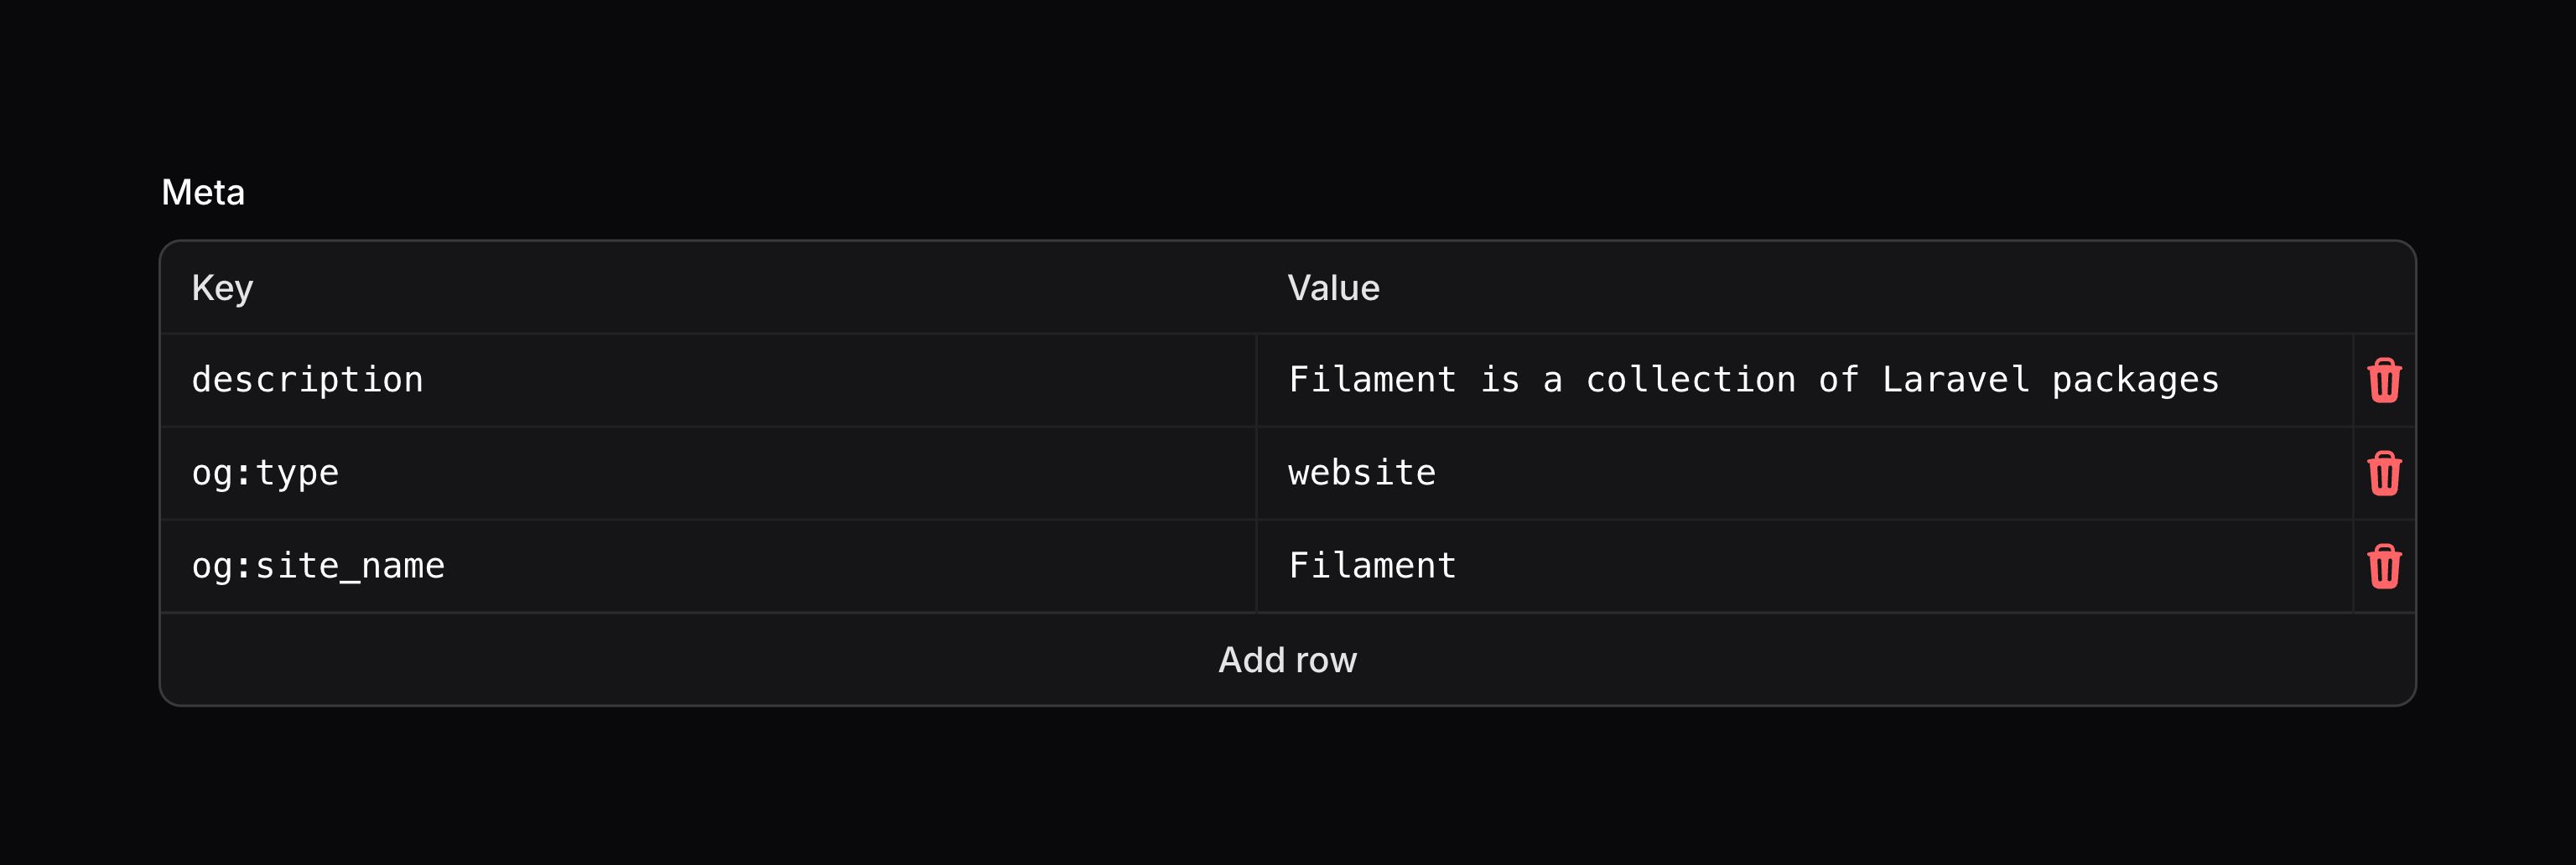 Meta
Key Value
description Filament is a collection of Laravel packages
og:type website
og:site_name Filament
Add row